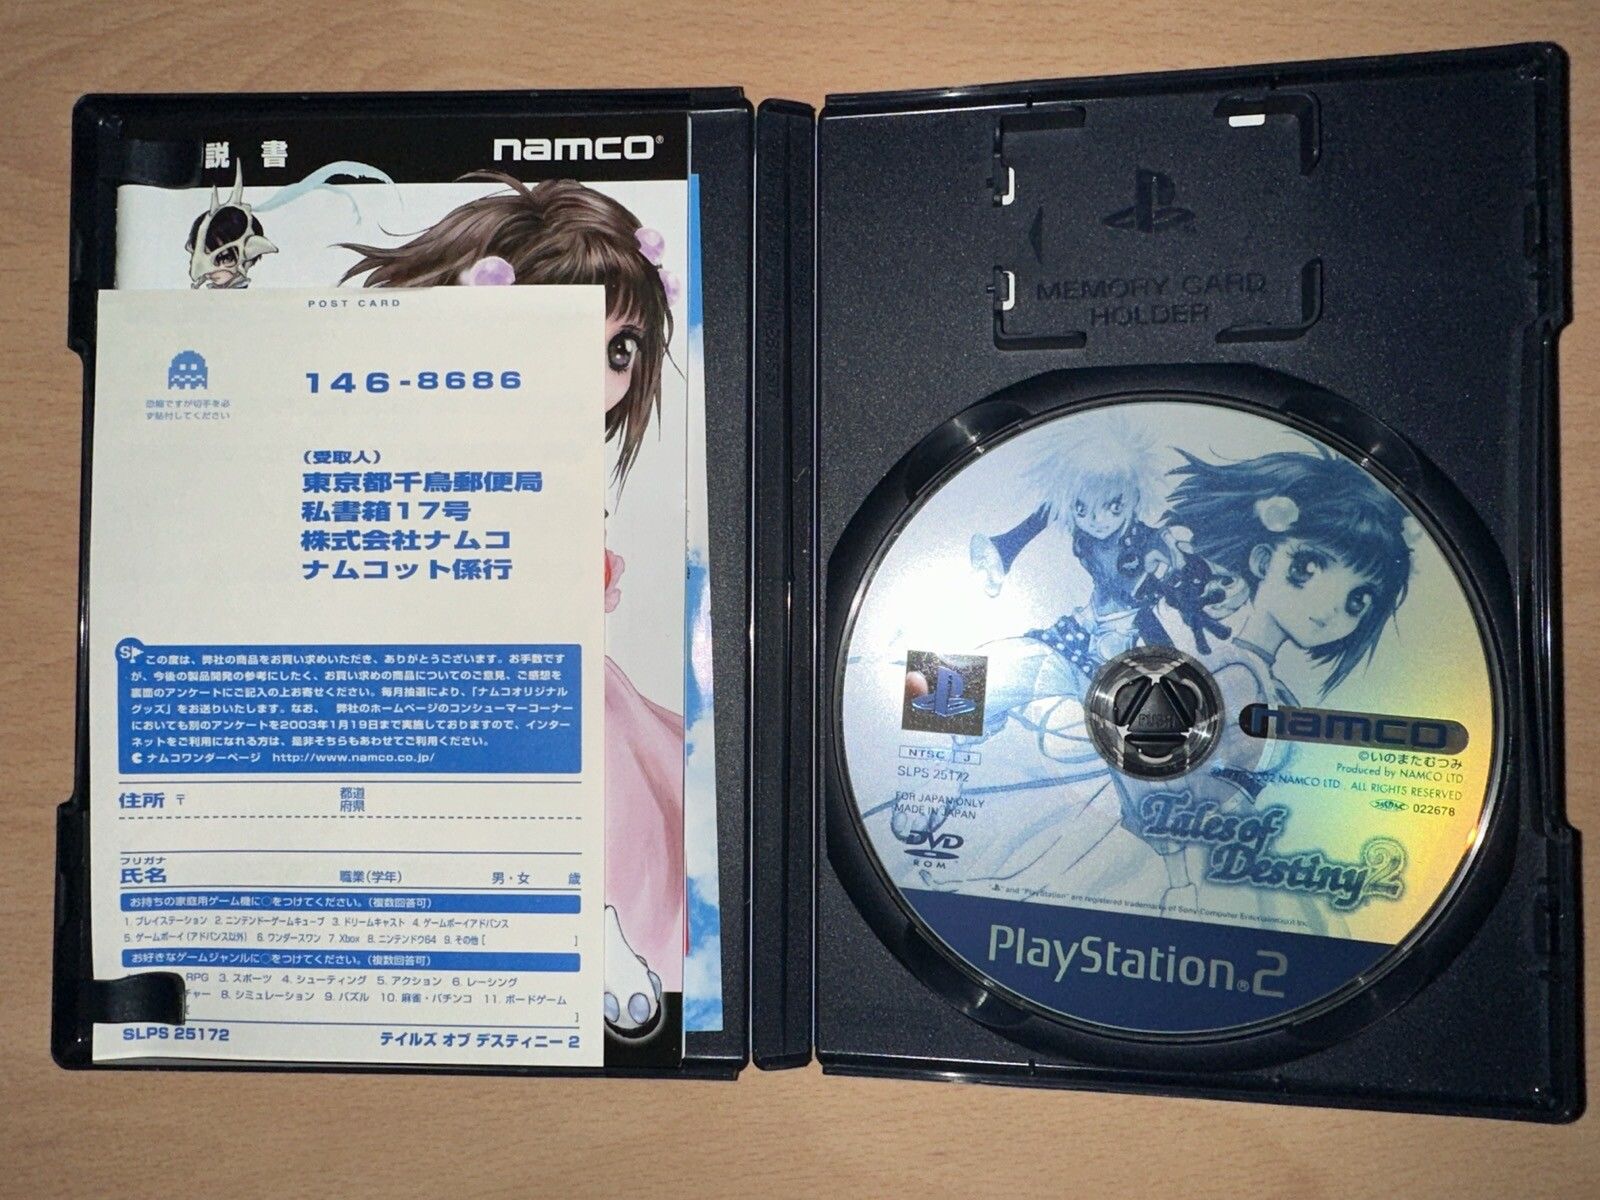 説 書
namco®
POST CARD
恐縮ですが切手を必
ず貼付してください
146-8686
(受取人)
東京都千鳥郵便局
私書箱17号
株式会社ナムコ
ナムコット係行
この度は、弊社の商品をお買い求めいただき、ありがとうございます。お手数です
が、今後の製品開発の参考にしたく、お買い求めの商品についてのご意見、ご感想を
裏面のアンケートにご記入の上お寄せください。毎月抽選により、「ナムコオリジナル
グッズ」をお送りいたします。なお、 弊社のホームページのコンシューマーコーナー
においても別のアンケートを2003年1月19日まで実施しておりますので、インター
ネットをご利用になれる方は、是非そちらもあわせてご利用ください。
ナムコワンダーページ http://www.namco.co.jp/
住所 〒 都道
府県
フリガナ
氏名 職業(学年) 男・女 歳
お持ちの家庭用ゲーム機に○をつけてください。(複数回答可)
1. プレイステーション 2. ニンテンドーゲームキューブ 3. ドリームキャスト 4. ゲームボーイアドバンス
5. ゲームボーイ(アドバンス以外) 6. ワンダースワン 7. Xbox 8. ニンテンドウ64 9. その他 [ ]
お好きなゲームジャンルに○をつけてください。(複数回答可)
RPG 3. スポーツ 4. シューティング 5. アクション 6. レーシング
チャー 8. シミュレーション 9. パズル 10. 麻雀・パチンコ 11. ボードゲーム
[ ]
SLPS 25172 テイルズ オブ デスティニー 2
MEMORY CARD
HOLDER
PUSH
namco
NTSC J
SLPS 25172
FOR JAPAN ONLY
MADE IN JAPAN
DVD
ROM
©いのまたむつみ
Produced by NAMCO LTD.
2002 NAMCO LTD., ALL RIGHTS RESERVED
022678
Tales of
Destiny 2
" " and "PlayStation" are registered trademarks of Sony Computer Entertainment Inc.
PlayStation®2